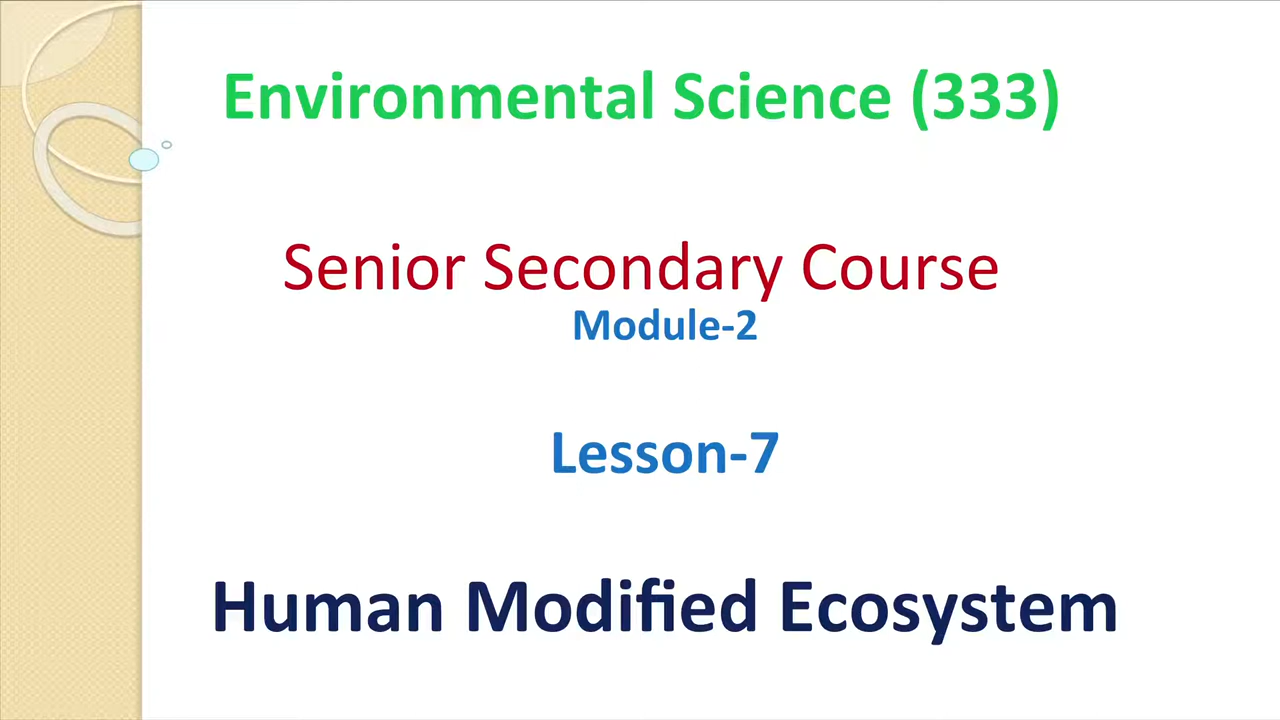 Environmental Science (333)
Senior Secondary Course
Module-2
Lesson-7
Human Modified Ecosystem